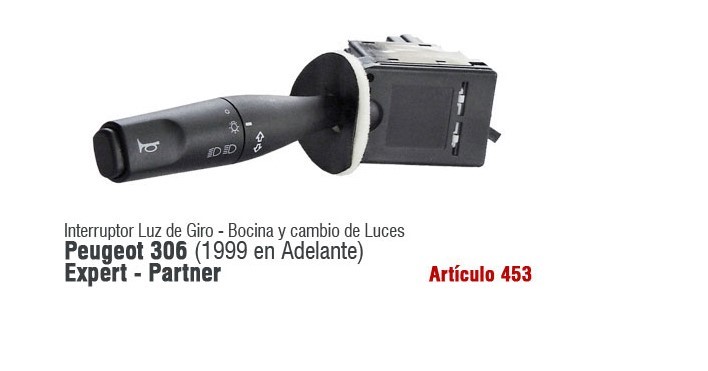 Interruptor Luz de Giro - Bocina y cambio de Luces
Peugeot 306 (1999 en Adelante)
Expert - Partner
Artículo 453